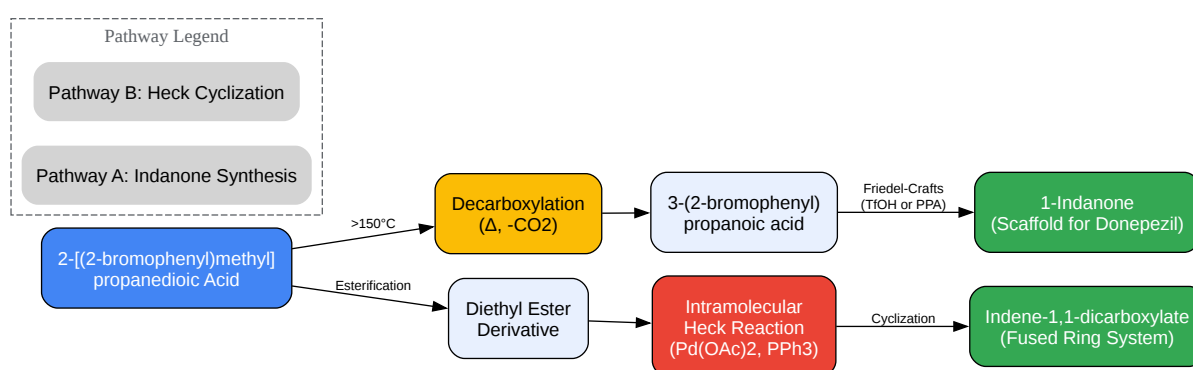 Pathway Legend
Pathway B: Heck Cyclization
Pathway A: Indanone Synthesis
2-[(2-bromophenyl)methyl]
propanedioic Acid
>150°C
Decarboxylation
(Δ, -CO2)
3-(2-bromophenyl)
propanoic acid
Friedel-Crafts
(TfOH or PPA)
1-Indanone
(Scaffold for Donepezil)
Esterification
Diethyl Ester
Derivative
Intramolecular
Heck Reaction
(Pd(OAc)2, PPh3)
Cyclization
Indene-1,1-dicarboxylate
(Fused Ring System)